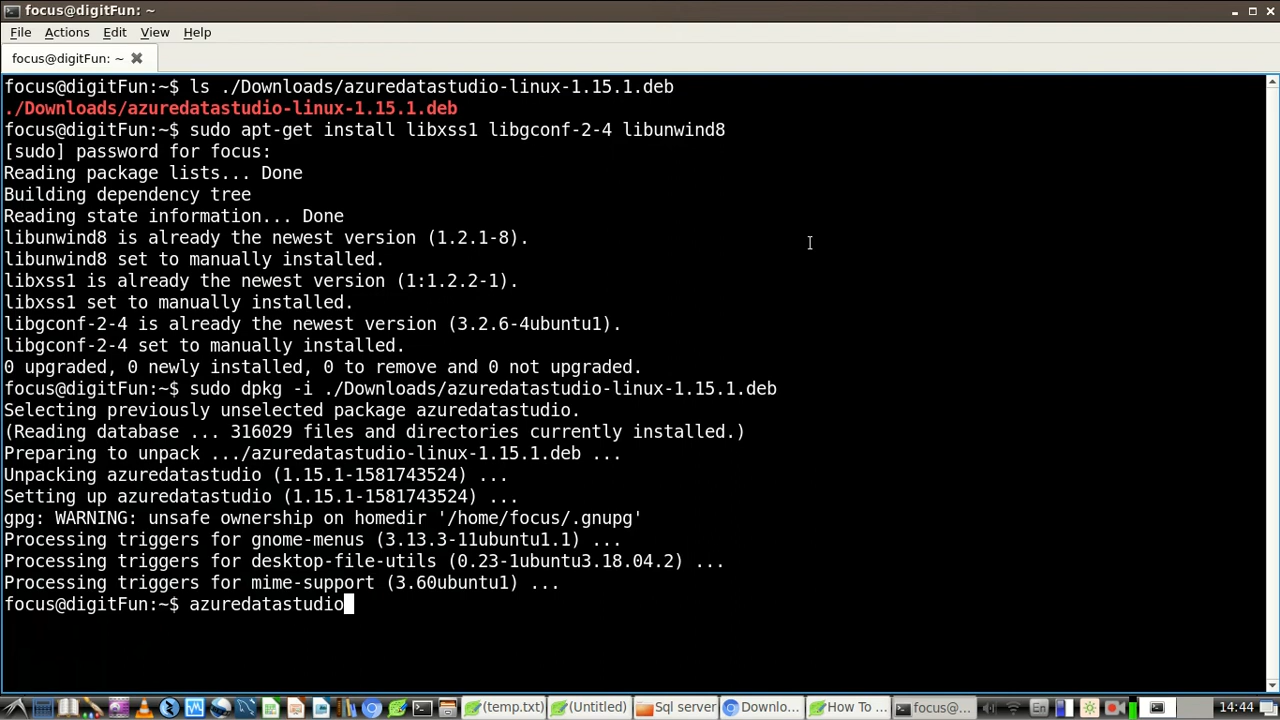 focus@digitFun: ~
File Actions Edit View Help
focus@digitFun: ~
focus@digitFun:~$ ls ./Downloads/azuredatastudio-linux-1.15.1.deb
./Downloads/azuredatastudio-linux-1.15.1.deb
focus@digitFun:~$ sudo apt-get install libxss1 libgconf-2-4 libunwind8
[sudo] password for focus:
Reading package lists... Done
Building dependency tree
Reading state information... Done
libunwind8 is already the newest version (1.2.1-8).
libunwind8 set to manually installed.
libxss1 is already the newest version (1:1.2.2-1).
libxss1 set to manually installed.
libgconf-2-4 is already the newest version (3.2.6-4ubuntu1).
libgconf-2-4 set to manually installed.
0 upgraded, 0 newly installed, 0 to remove and 0 not upgraded.
focus@digitFun:~$ sudo dpkg -i ./Downloads/azuredatastudio-linux-1.15.1.deb
Selecting previously unselected package azuredatastudio.
(Reading database ... 316029 files and directories currently installed.)
Preparing to unpack .../azuredatastudio-linux-1.15.1.deb ...
Unpacking azuredatastudio (1.15.1-1581743524) ...
Setting up azuredatastudio (1.15.1-1581743524) ...
gpg: WARNING: unsafe ownership on homedir '/home/focus/.gnupg'
Processing triggers for gnome-menus (3.13.3-11ubuntu1.1) ...
Processing triggers for desktop-file-utils (0.23-1ubuntu3.18.04.2) ...
Processing triggers for mime-support (3.60ubuntu1) ...
focus@digitFun:~$ azuredatastudio
(temp.txt) (Untitled) Sql server Downlo... How To ... focus@... En 14:44